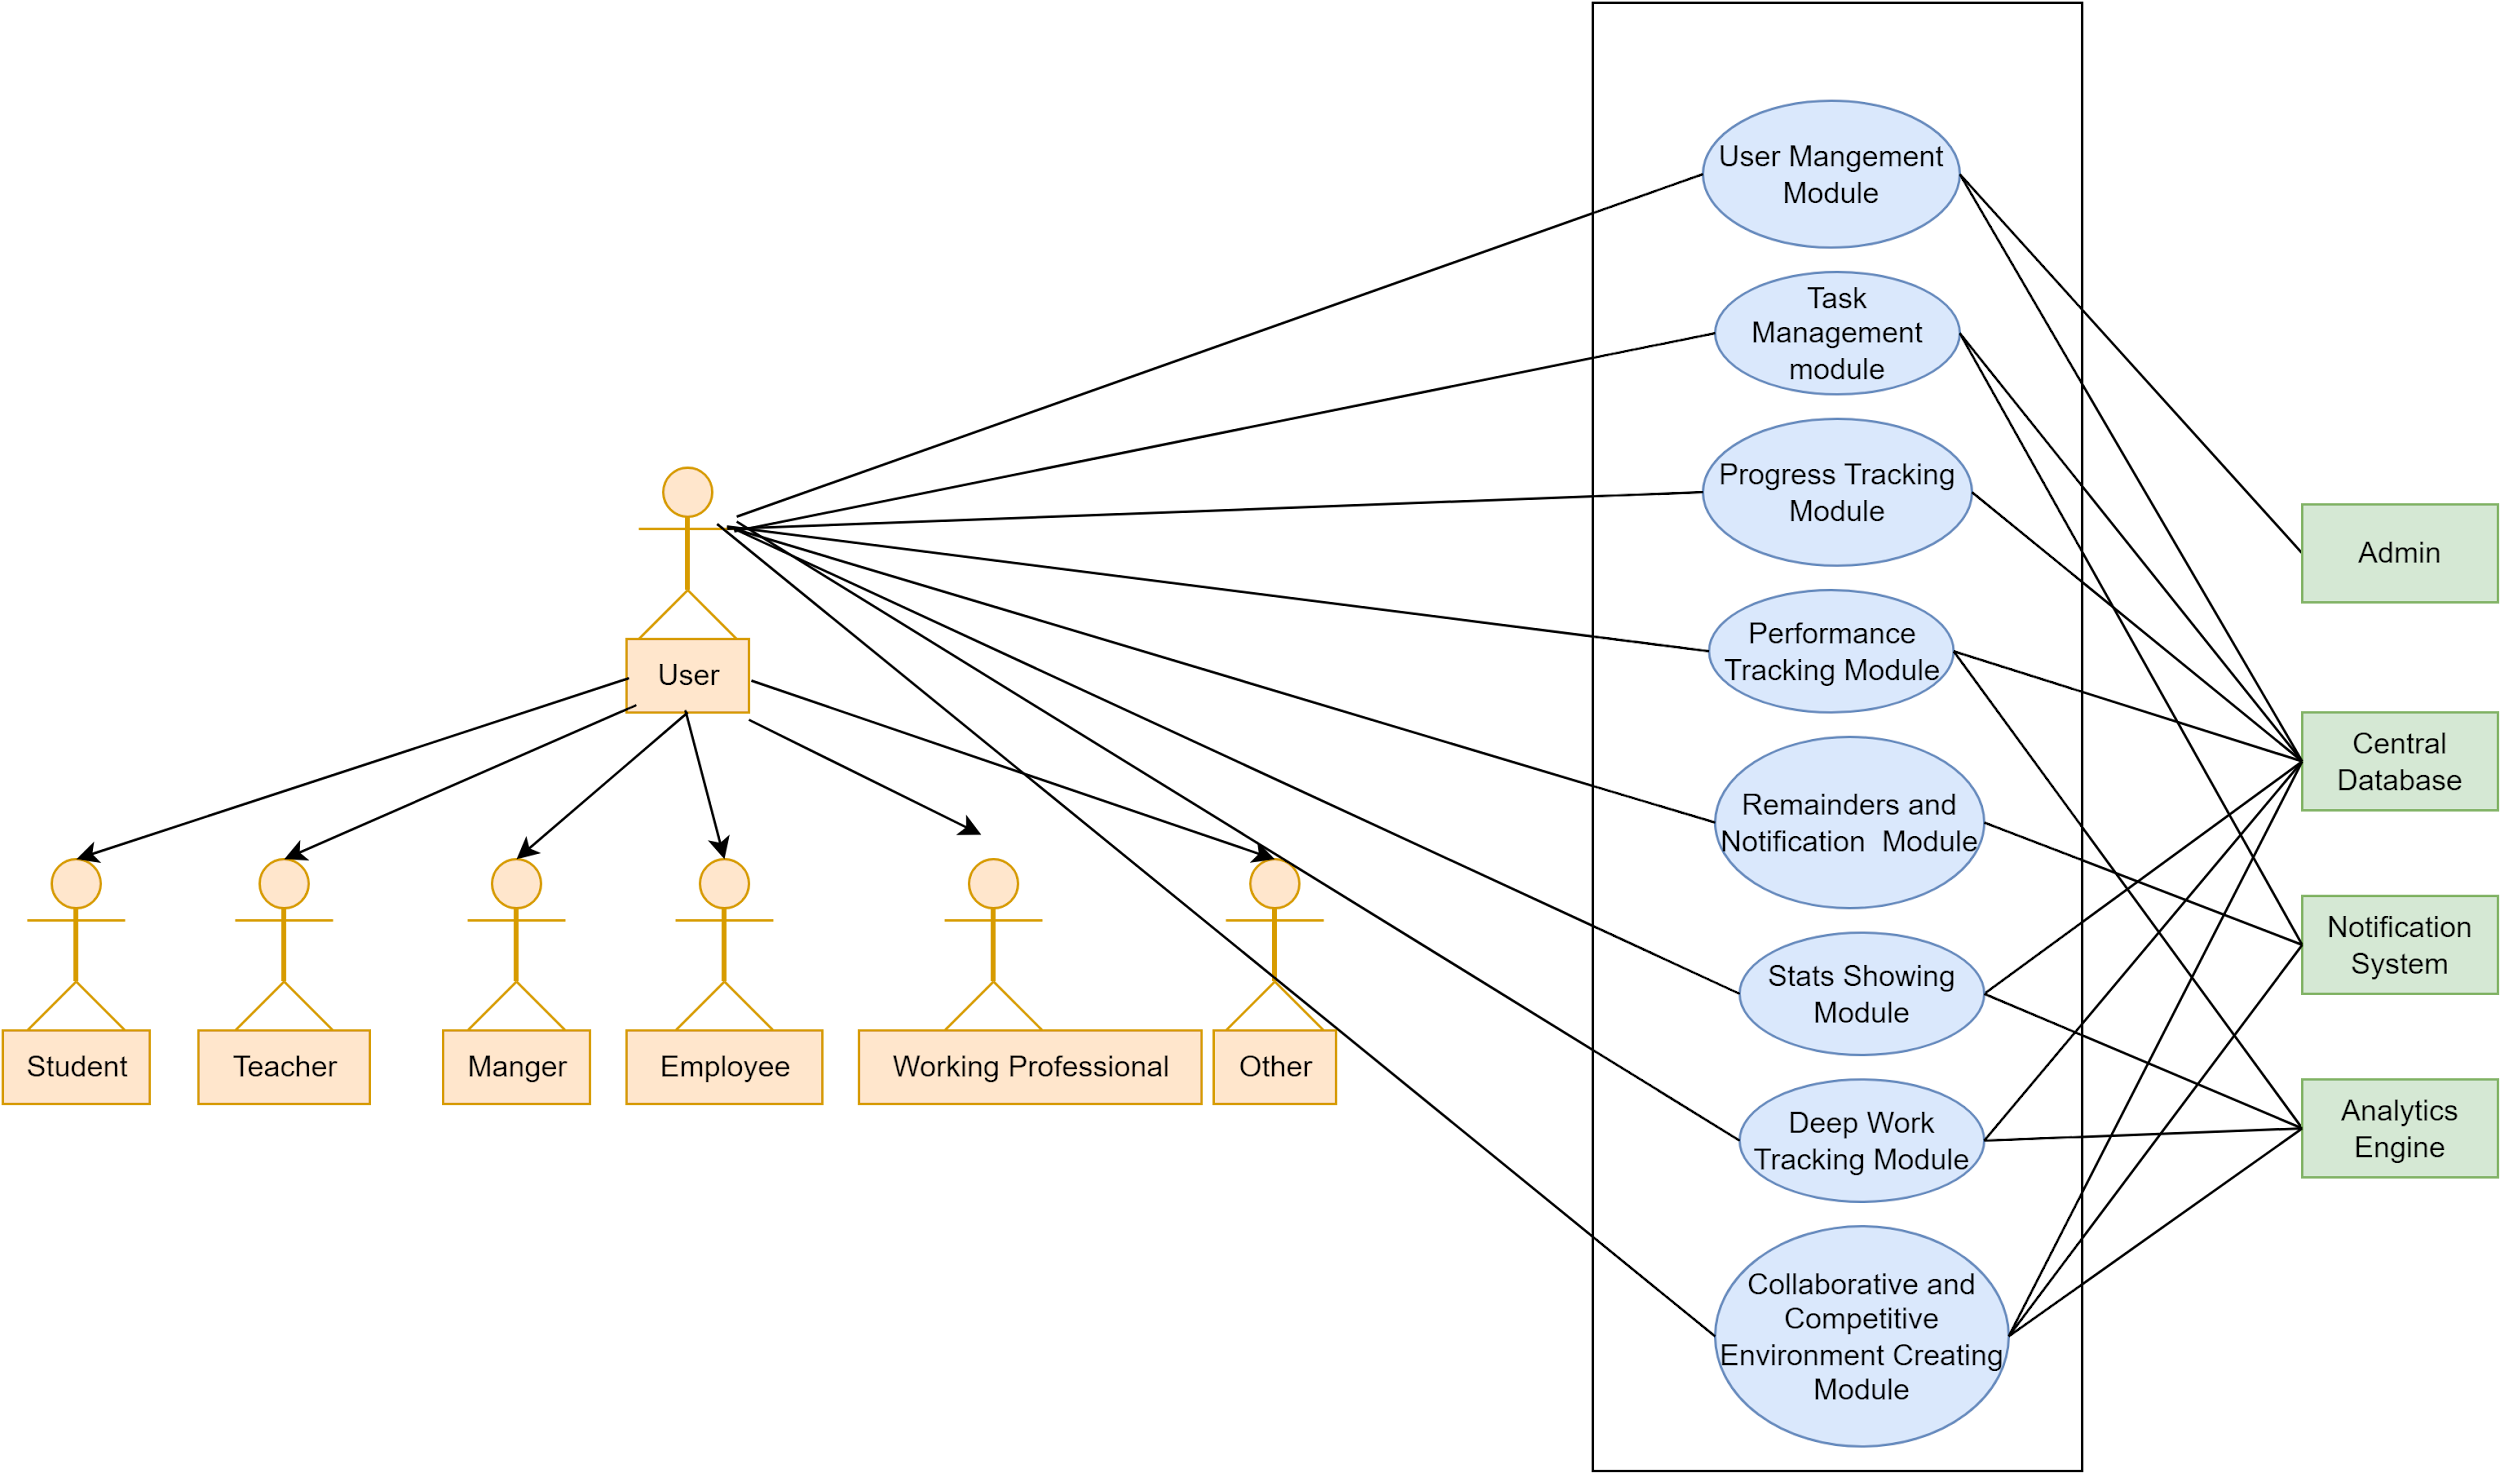 User Mangement
Module
Task
Management
module
Progress Tracking
Module
Performance
Tracking Module
Remainders and
Notification  Module
Stats Showing
Module
Deep Work
Tracking Module
Collaborative and
Competitive
Environment Creating
Module
User
Student
Teacher
Manger
Employee
Working Professional
Other
Admin
Central
Database
Notification
System
Analytics
Engine